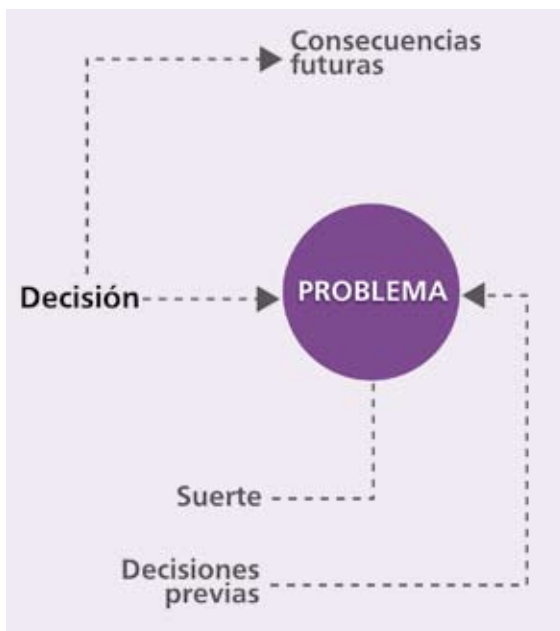 Consecuencias
futuras
Decisión
PROBLEMA
Suerte
Decisiones
previas